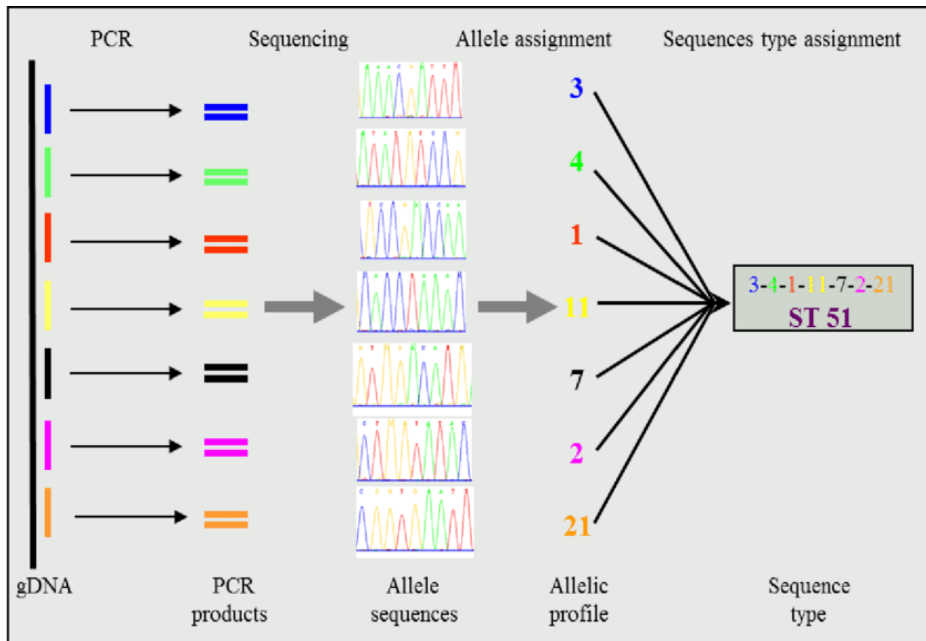 PCR
Sequencing
Allele assignment
Sequences type assignment
3
4
1
11
7
2
21
3-4-1-11-7-2-21
ST 51
gDNA
PCR
products
Allele
sequences
Allelic
profile
Sequence
type